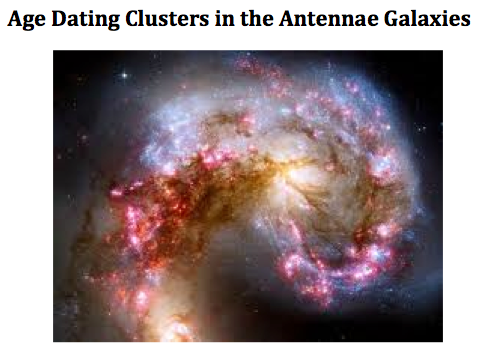 Age Dating Clusters in the Antennae Galaxies